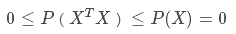 0 ≤ P ( X^T X ) ≤ P(X) = 0